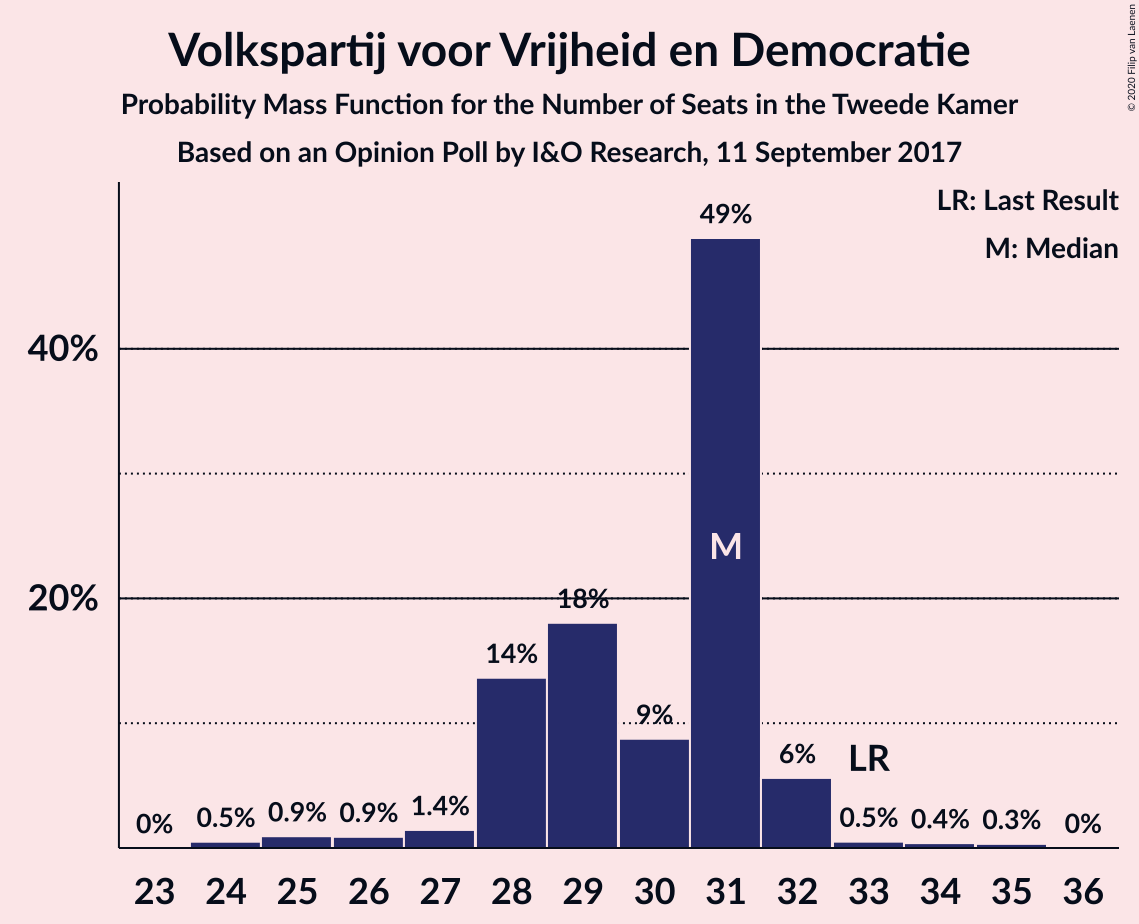 Volkspartij voor Vrijheid en Democratie
Probability Mass Function for the Number of Seats in the Tweede Kamer
Based on an Opinion Poll by I&O Research, 11 September 2017
© 2020 Filip van Laenen
LR: Last Result
M: Median
40%
20%
0%
0.5%
0.9%
0.9%
1.4%
14%
18%
9%
49%
M
6%
LR
0.5%
0.4%
0.3%
0%
23 24 25 26 27 28 29 30 31 32 33 34 35 36